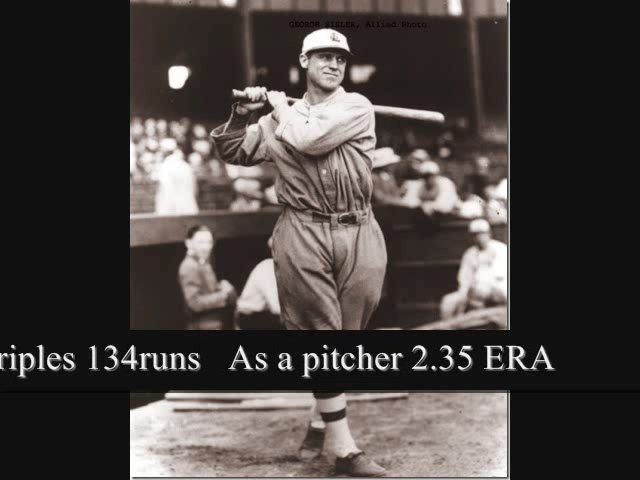 GEORGE SISLER, Allied Photo
riples 134runs As a pitcher 2.35 ERA